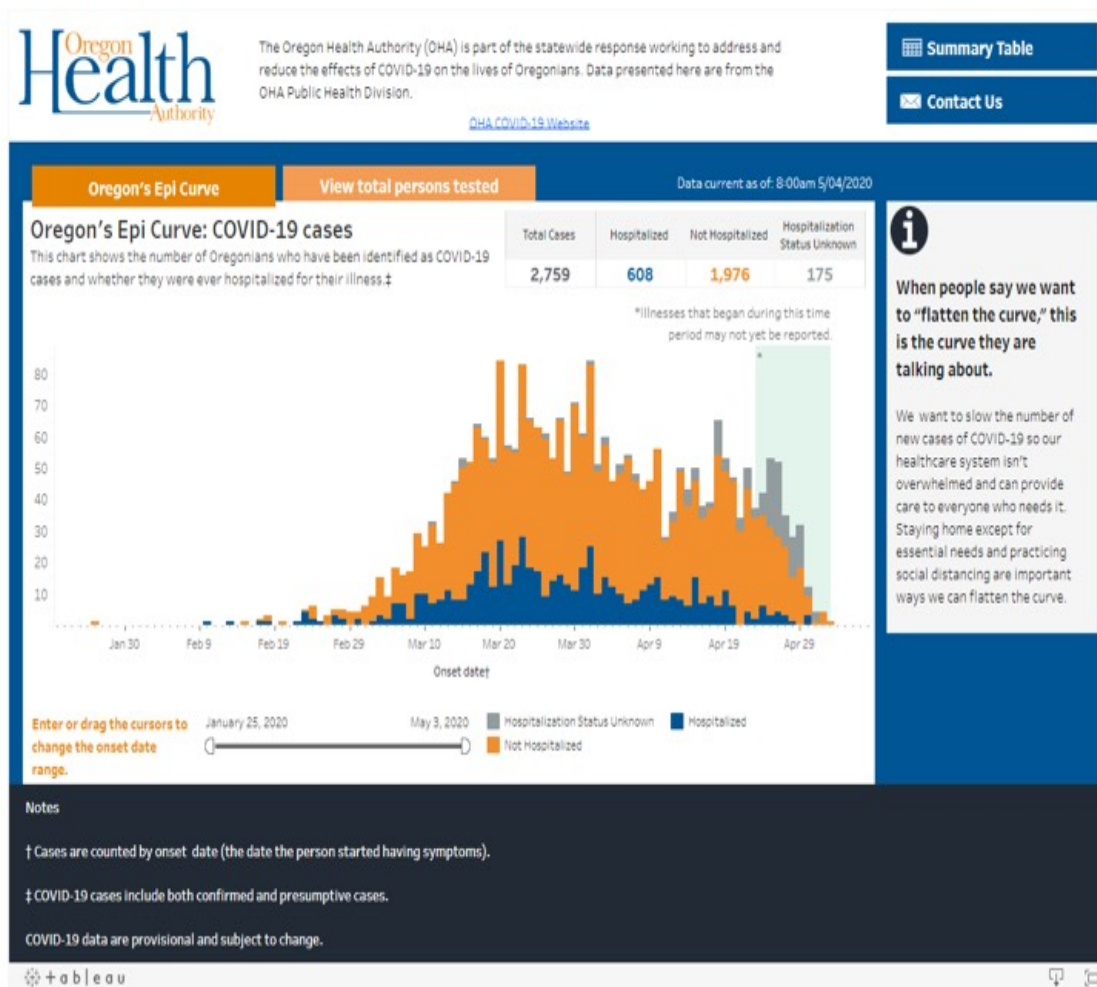 Oregon
Health
Authority
The Oregon Health Authority (OHA) is part of the statewide response working to address and
reduce the effects of COVID-19 on the lives of Oregonians. Data presented here are from the
OHA Public Health Division.
OHA COVID-19 Website
Summary Table
Contact Us
Oregon's Epi Curve
View total persons tested
Data current as of: 8:00am 5/04/2020
Oregon's Epi Curve: COVID-19 cases
This chart shows the number of Oregonians who have been identified as COVID-19
cases and whether they were ever hospitalized for their illness.‡
Total Cases
Hospitalized
Not Hospitalized
Hospitalization
Status Unknown
2,759
608
1,976
175
*Illnesses that began during this time
period may not yet be reported.
*
80
70
60
50
40
30
20
10
Jan 30
Feb 9
Feb 19
Feb 29
Mar 10
Mar 20
Mar 30
Apr 9
Apr 19
Apr 29
Onset date†
Enter or drag the cursors to
change the onset date
range.
January 25, 2020
May 3, 2020
Hospitalization Status Unknown
Hospitalized
Not Hospitalized
When people say we want
to "flatten the curve," this
is the curve they are
talking about.
We want to slow the number of
new cases of COVID-19 so our
healthcare system isn't
overwhelmed and can provide
care to everyone who needs it.
Staying home except for
essential needs and practicing
social distancing are important
ways we can flatten the curve.
Notes
† Cases are counted by onset date (the date the person started having symptoms).
‡ COVID-19 cases include both confirmed and presumptive cases.
COVID-19 data are provisional and subject to change.
+ a b l e a u